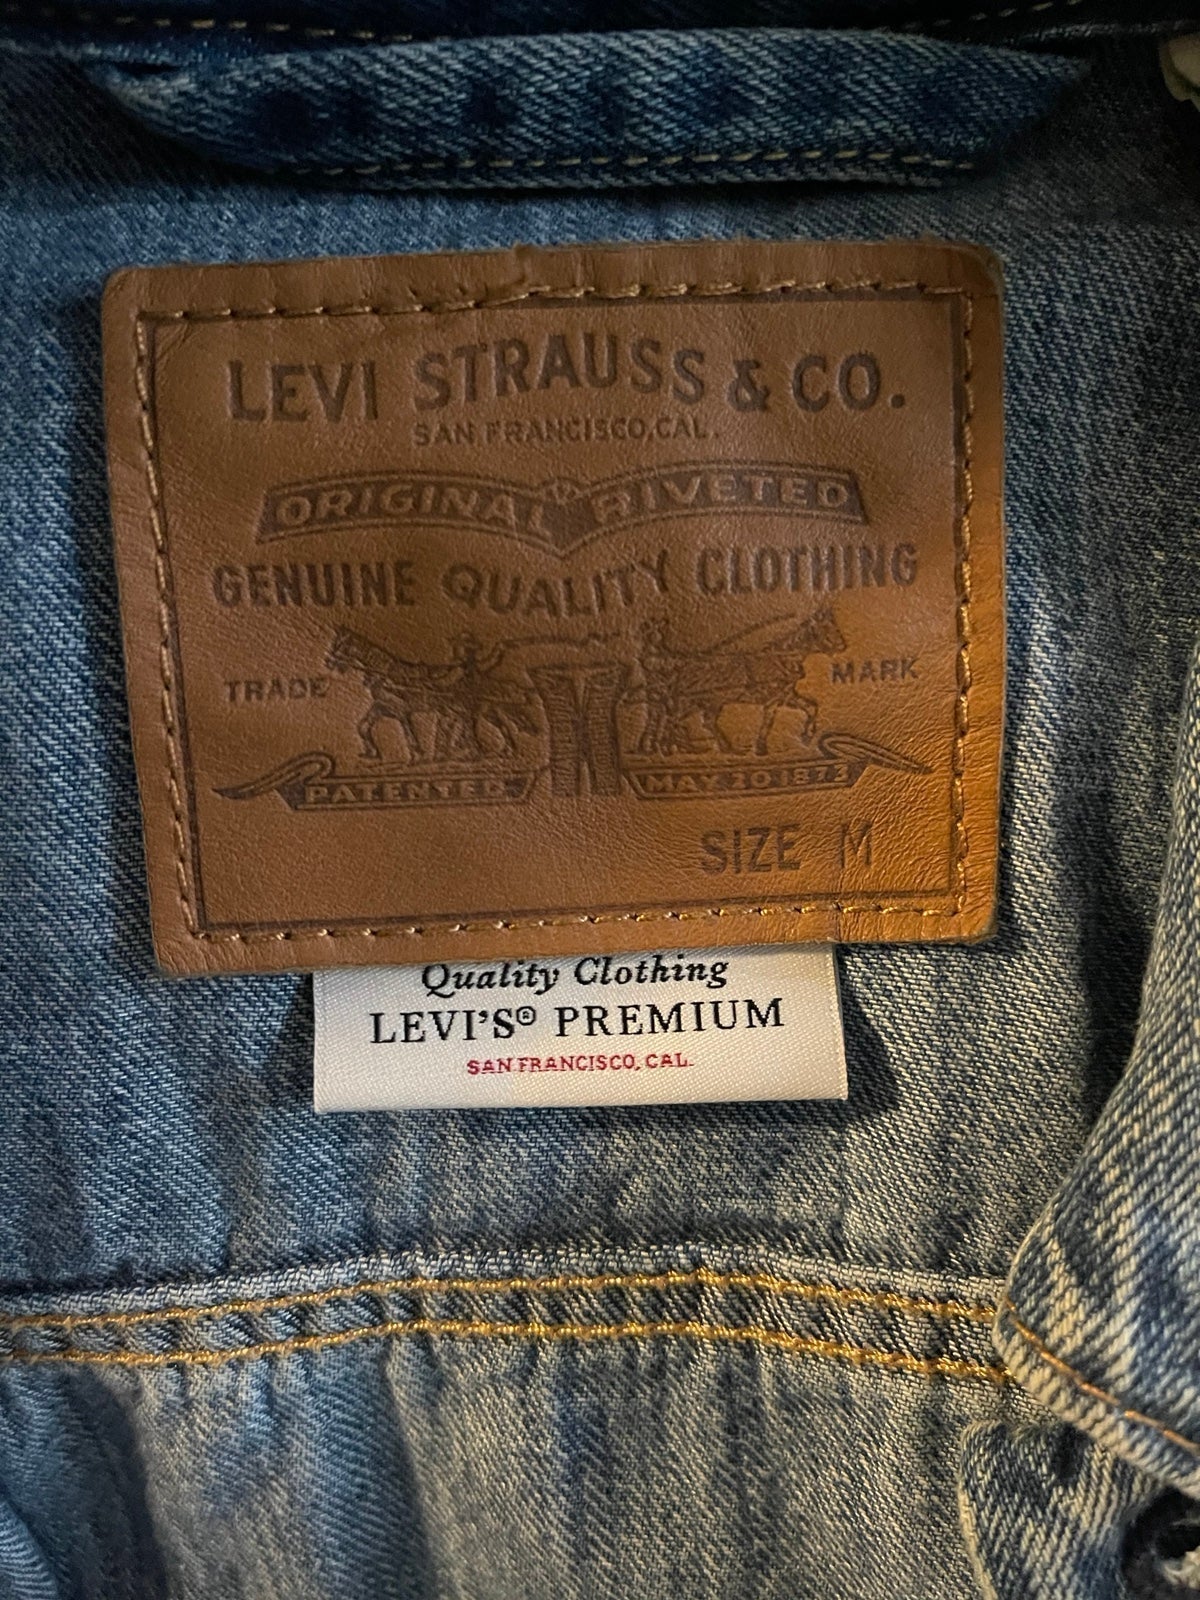 LEVI STRAUSS & CO.
SAN FRANCISCO, CAL.
ORIGINAL RIVETED
GENUINE QUALITY CLOTHING
TRADE MARK
PATENTED MAY 20 1873
SIZE M
Quality Clothing
LEVI'S® PREMIUM
SAN FRANCISCO, CAL.